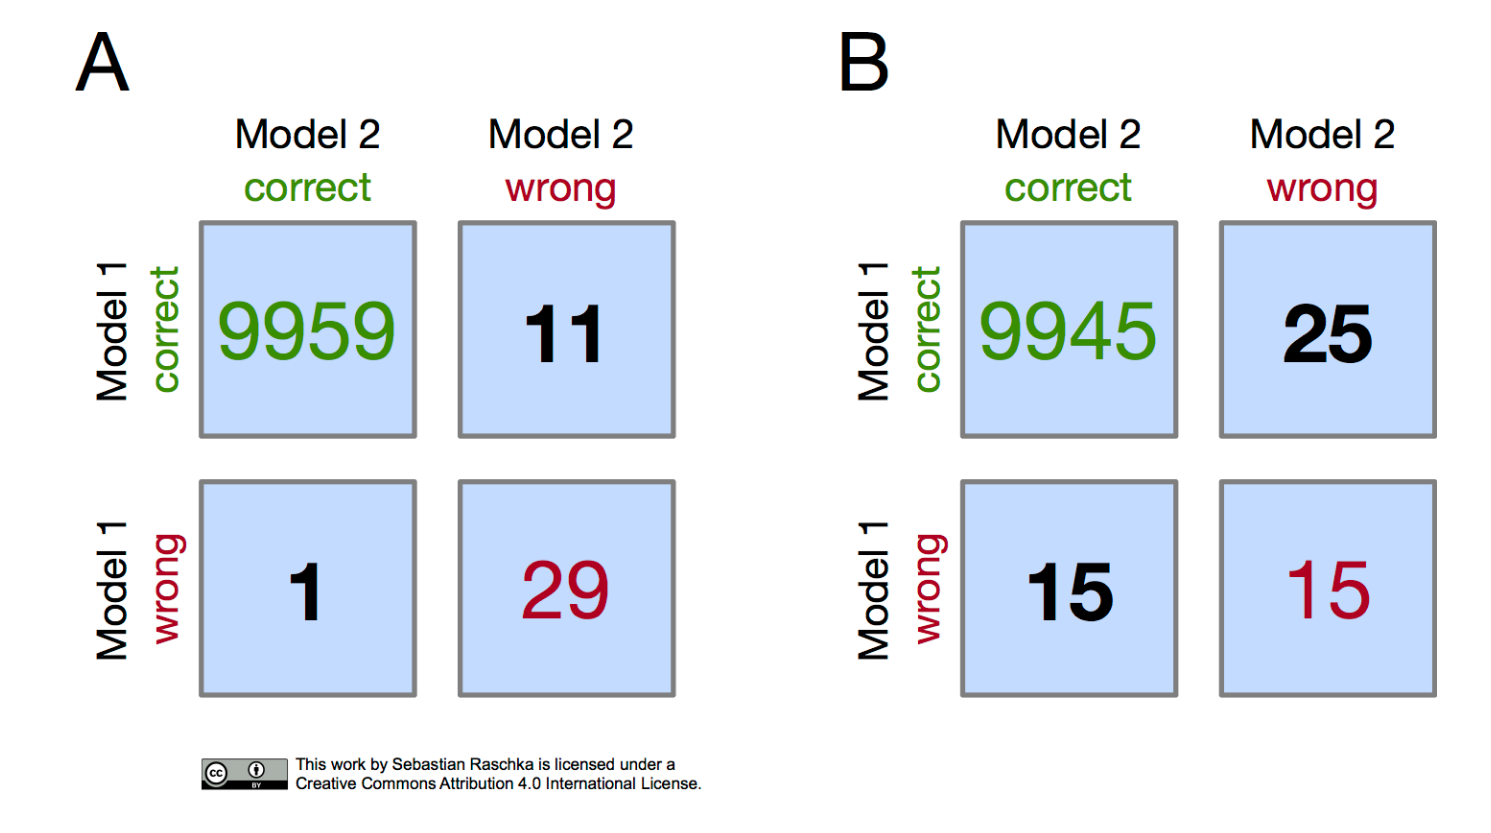 A
Model 2
correct
Model 2
wrong
Model 1
correct
9959
11
Model 1
wrong
1
29
B
Model 2
correct
Model 2
wrong
Model 1
correct
9945
25
Model 1
wrong
15
15
cc
BY
This work by Sebastian Raschka is licensed under a
Creative Commons Attribution 4.0 International License.